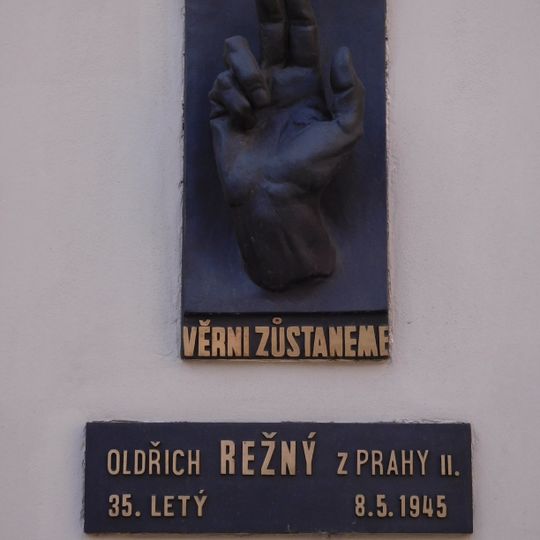 VĚRNI ZŮSTANEME
OLDŘICH REŽNÝ Z PRAHY II.
35. LETÝ 8.5.1945